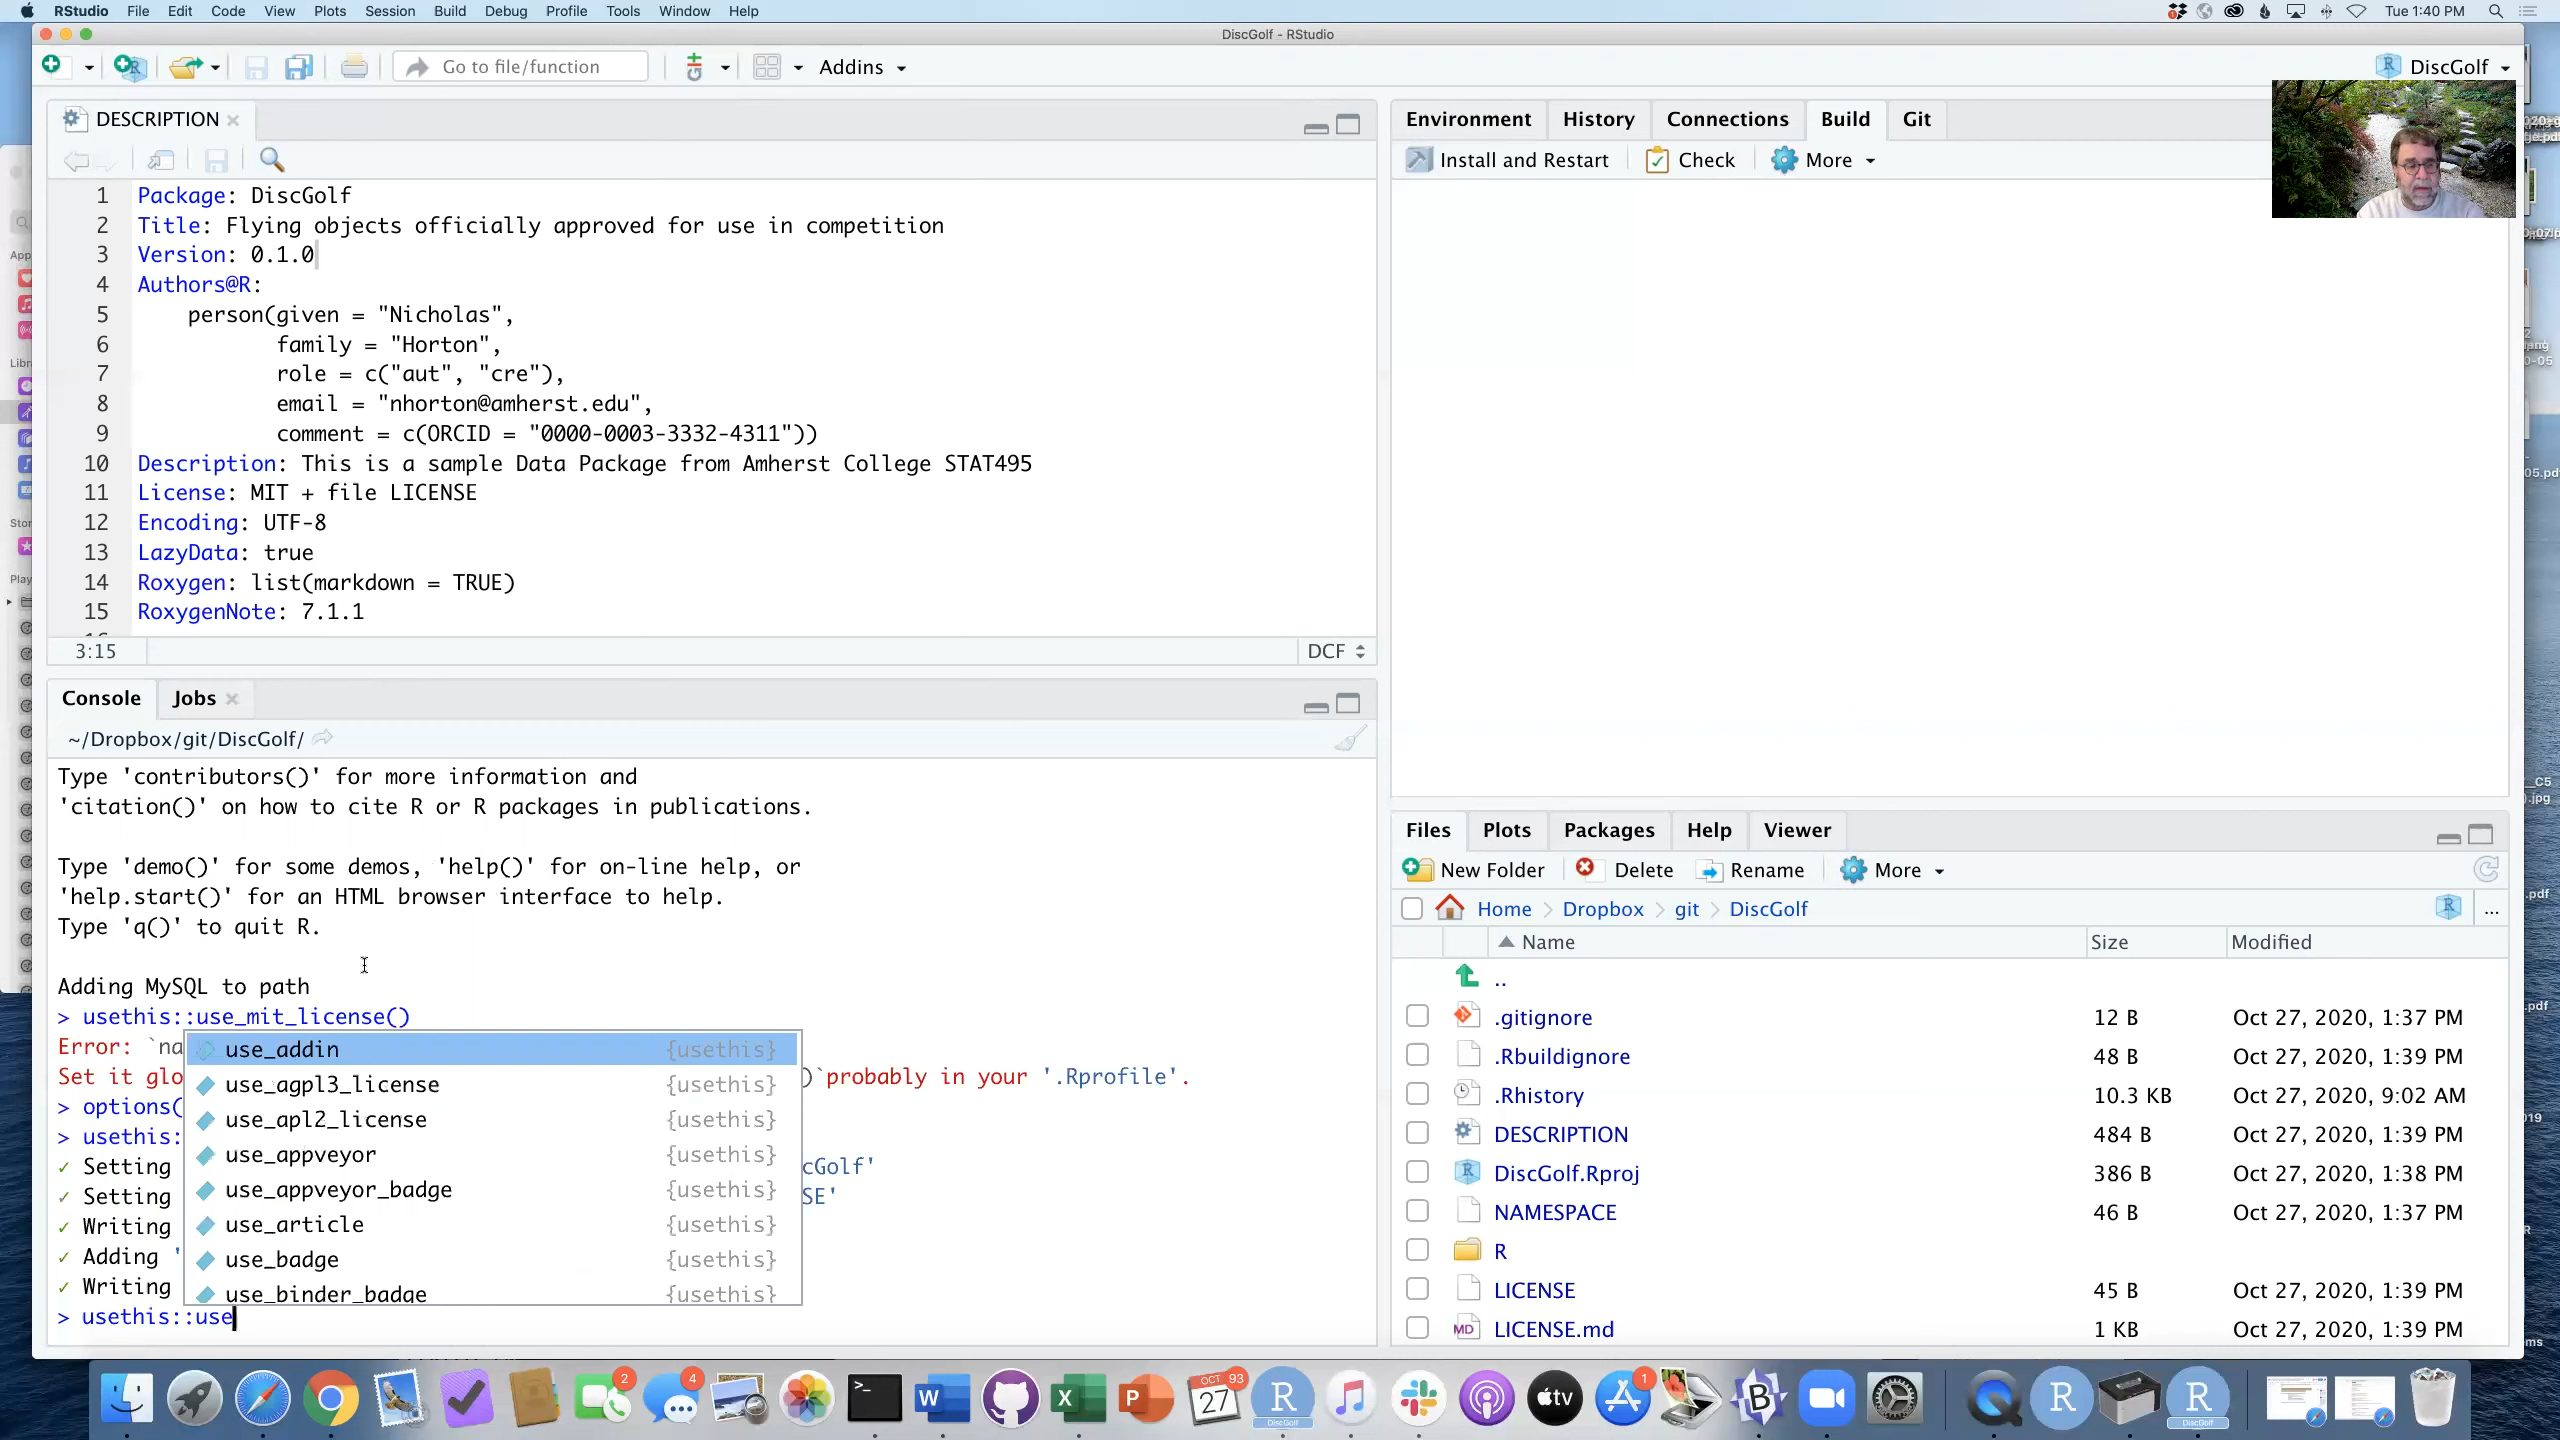 RStudio File Edit Code View Plots Session Build Debug Profile Tools Window Help Tue 1:40 PM
DiscGolf - RStudio
Go to file/function Addins DiscGolf
DESCRIPTION
1 Package: DiscGolf
2 Title: Flying objects officially approved for use in competition
3 Version: 0.1.0
4 Authors@R:
5 person(given = "Nicholas",
6 family = "Horton",
7 role = c("aut", "cre"),
8 email = "nhorton@amherst.edu",
9 comment = c(ORCID = "0000-0003-3332-4311"))
10 Description: This is a sample Data Package from Amherst College STAT495
11 License: MIT + file LICENSE
12 Encoding: UTF-8
13 LazyData: true
14 Roxygen: list(markdown = TRUE)
15 RoxygenNote: 7.1.1
3:15 DCF
Console Jobs
~/Dropbox/git/DiscGolf/
Type 'contributors()' for more information and
'citation()' on how to cite R or R packages in publications.
Type 'demo()' for some demos, 'help()' for on-line help, or
'help.start()' for an HTML browser interface to help.
Type 'q()' to quit R.
Adding MySQL to path
> usethis::use_mit_license()
Error: `na
Set it glo )`probably in your '.Rprofile'.
> options(
> usethis:
✓ Setting cGolf'
✓ Setting SE'
✓ Writing
✓ Adding '
✓ Writing
> usethis::use
use_addin {usethis}
use_agpl3_license {usethis}
use_apl2_license {usethis}
use_appveyor {usethis}
use_appveyor_badge {usethis}
use_article {usethis}
use_badge {usethis}
use_binder_badge {usethis}
Environment History Connections Build Git
Install and Restart Check More
Files Plots Packages Help Viewer
New Folder Delete Rename More
Home > Dropbox > git > DiscGolf ...
Name Size Modified
..
.gitignore 12 B Oct 27, 2020, 1:37 PM
.Rbuildignore 48 B Oct 27, 2020, 1:39 PM
.Rhistory 10.3 KB Oct 27, 2020, 9:02 AM
DESCRIPTION 484 B Oct 27, 2020, 1:39 PM
DiscGolf.Rproj 386 B Oct 27, 2020, 1:38 PM
NAMESPACE 46 B Oct 27, 2020, 1:37 PM
R
LICENSE 45 B Oct 27, 2020, 1:39 PM
LICENSE.md 1 KB Oct 27, 2020, 1:39 PM
2 4 OCT 27 93 1